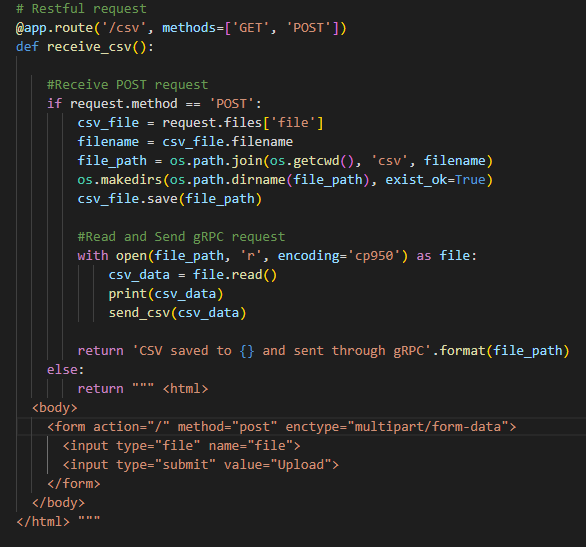 # Restful request
@app.route('/csv', methods=['GET', 'POST'])
def receive_csv():
#Receive POST request
if request.method == 'POST':
csv_file = request.files['file']
filename = csv_file.filename
file_path = os.path.join(os.getcwd(), 'csv', filename)
os.makedirs(os.path.dirname(file_path), exist_ok=True)
csv_file.save(file_path)
#Read and Send gRPC request
with open(file_path, 'r', encoding='cp950') as file:
csv_data = file.read()
print(csv_data)
send_csv(csv_data)
return 'CSV saved to {} and sent through gRPC'.format(file_path)
else:
return """ <html>
<body>
<form action="/" method="post" enctype="multipart/form-data">
<input type="file" name="file">
<input type="submit" value="Upload">
</form>
</body>
</html> """